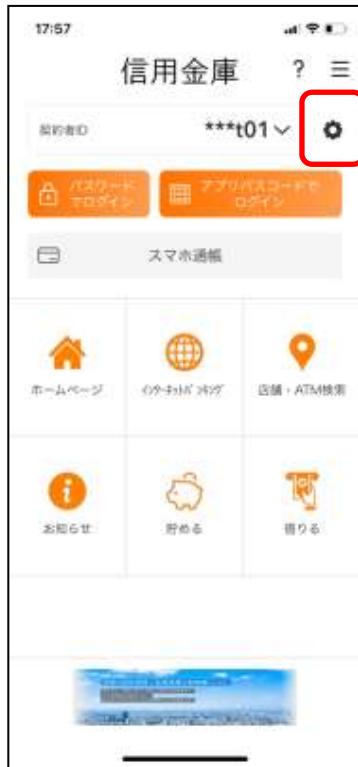 17:57
信用金庫 ?
契約者ID ***t01
パスワード
でログイン
アプリパスコードで
ログイン
スマホ通帳
ホームページ
インターネットバンキング
店舗・ATM検索
お知らせ
貯める
借りる